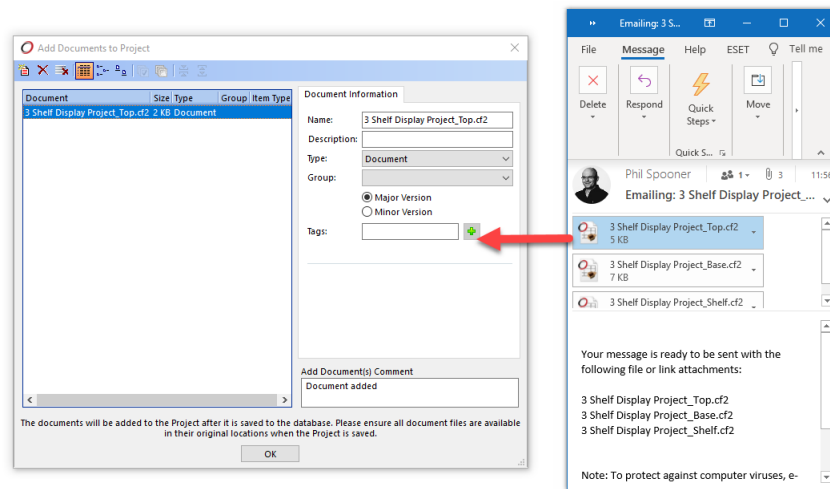 Add Documents to Project
Document Size Type Group Item Type
3 Shelf Display Project_Top.cf2 2 KB Document
Document Information
Name: 3 Shelf Display Project_Top.cf2
Description:
Type: Document
Group:
Major Version
Minor Version
Tags:
Add Document(s) Comment
Document added
The documents will be added to the Project after it is saved to the database. Please ensure all document files are available
in their original locations when the Project is saved.
OK
Emailing: 3 S...
File Message Help ESET Tell me
Delete
Respond
Quick
Steps
Move
Quick S...
Phil Spooner 1 3 11:56
Emailing: 3 Shelf Display Project_...
3 Shelf Display Project_Top.cf2
5 KB
3 Shelf Display Project_Base.cf2
7 KB
3 Shelf Display Project_Shelf.cf2
Your message is ready to be sent with the
following file or link attachments:
3 Shelf Display Project_Top.cf2
3 Shelf Display Project_Base.cf2
3 Shelf Display Project_Shelf.cf2
Note: To protect against computer viruses, e-